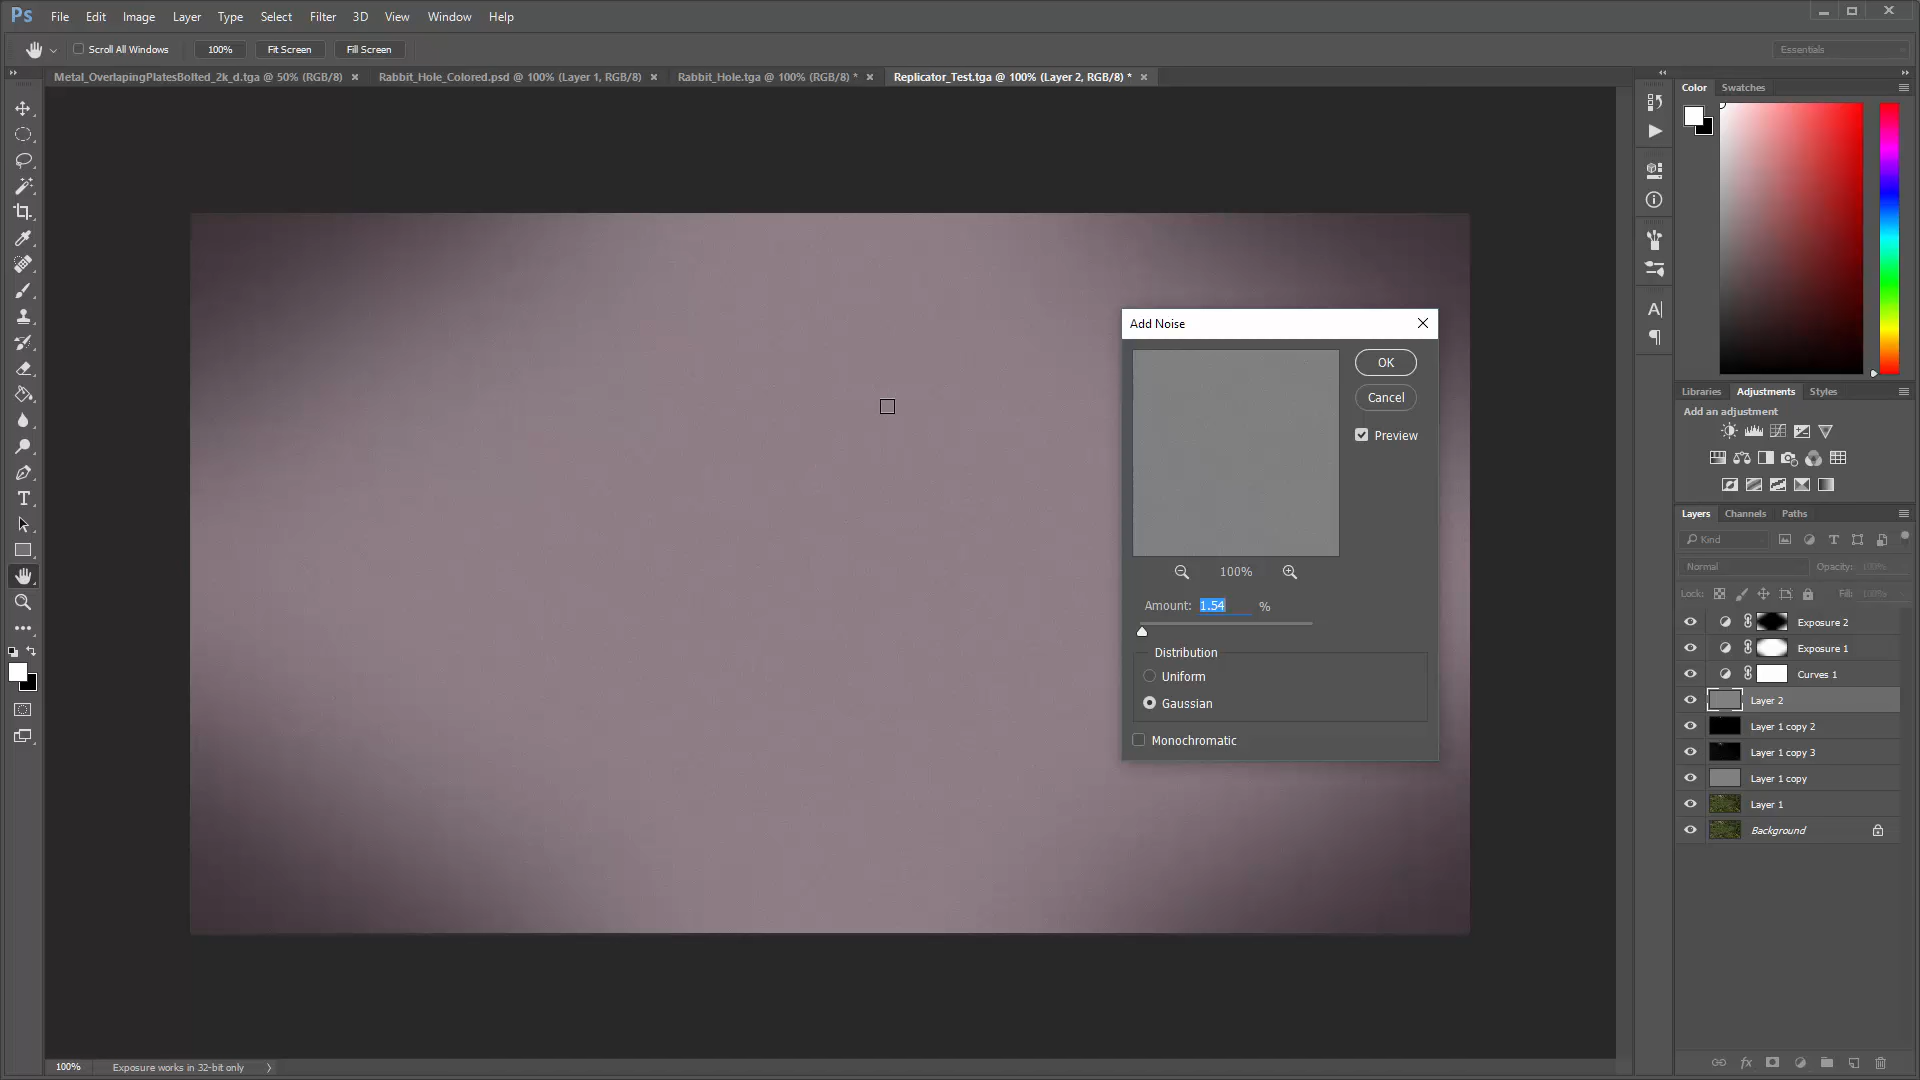 Ps File Edit Image Layer Type Select Filter 3D View Window Help
Scroll All Windows 100% Fit Screen Fill Screen Essentials
Metal_OverlapingPlatesBolted_2k_d.tga @ 50% (RGB/8) Rabbit_Hole_Colored.psd @ 100% (Layer 1, RGB/8) Rabbit_Hole.tga @ 100% (RGB/8) * Replicator_Test.tga @ 100% (Layer 2, RGB/8) *
Color Swatches
Add Noise
OK
Cancel
Preview
100%
Amount: 1.54 %
Distribution
Uniform
Gaussian
Monochromatic
Libraries Adjustments Styles
Add an adjustment
Layers Channels Paths
Kind
Normal Opacity: 100%
Lock: Fill: 100%
Exposure 2
Exposure 1
Curves 1
Layer 2
Layer 1 copy 2
Layer 1 copy 3
Layer 1 copy
Layer 1
Background
100% Exposure works in 32-bit only